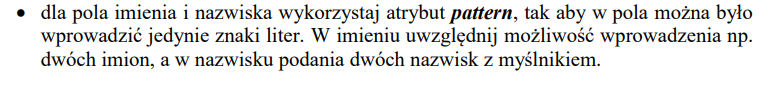 • dla pola imienia i nazwiska wykorzystaj atrybut pattern, tak aby w pola można było
wprowadzić jedynie znaki liter. W imieniu uwzględnij możliwość wprowadzenia np.
dwóch imion, a w nazwisku podania dwóch nazwisk z myślnikiem.